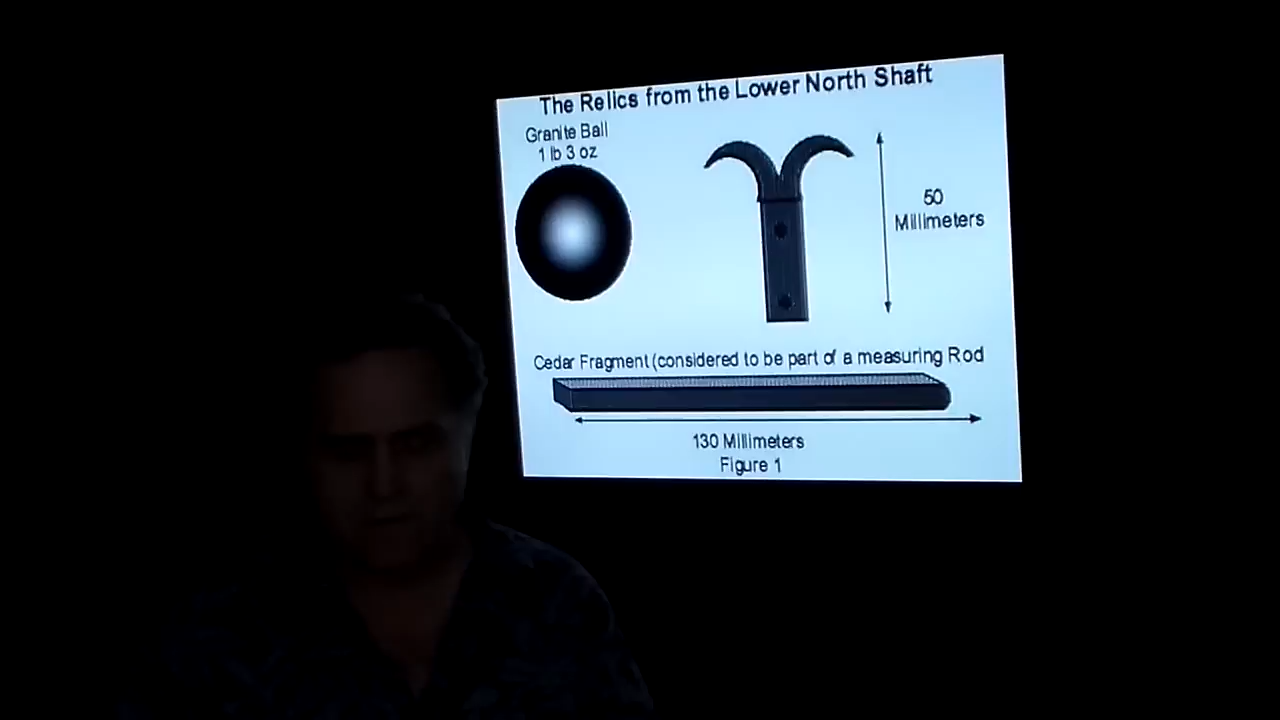 The Relics from the Lower North Shaft
Granite Ball
1 lb 3 oz
50
Millimeters
Cedar Fragment (considered to be part of a measuring Rod
130 Millimeters
Figure 1